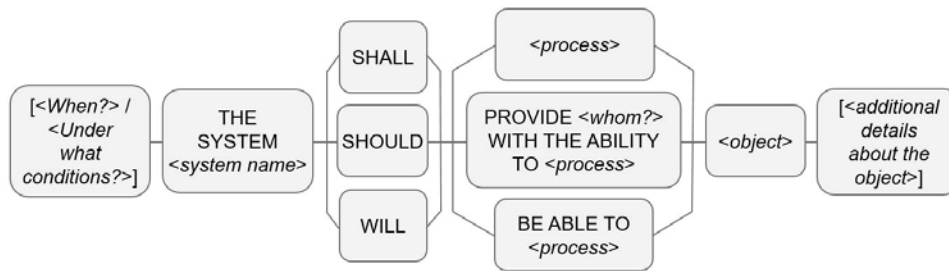 [<When?> /
<Under
what
conditions?>]
THE
SYSTEM
<system name>
SHALL
SHOULD
WILL
<process>
PROVIDE <whom?>
WITH THE ABILITY
TO <process>
BE ABLE TO
<process>
<object>
[<additional
details
about the
object>]